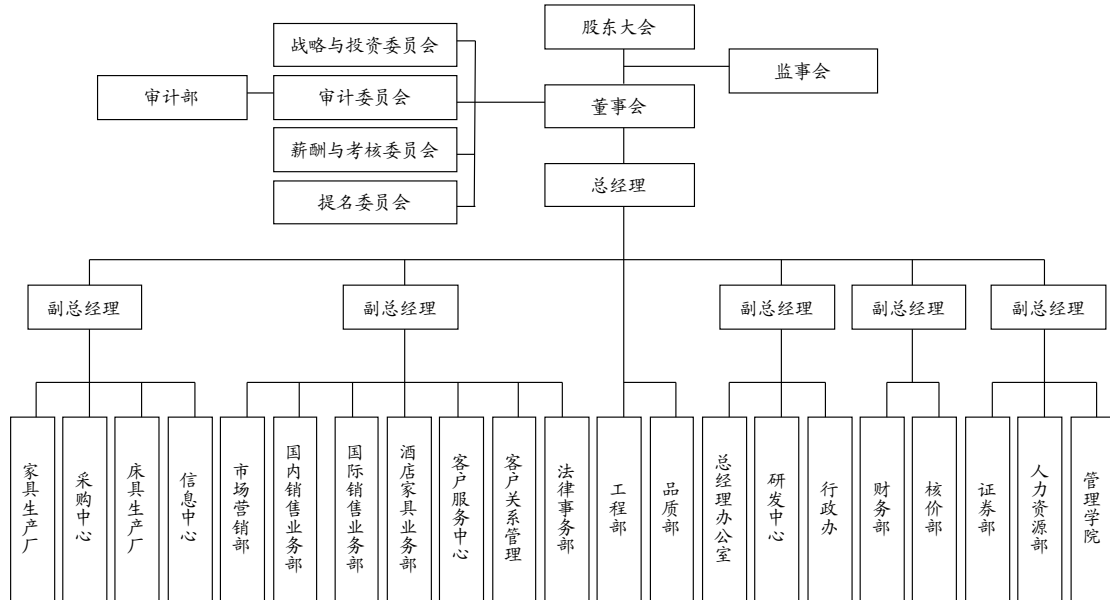 股东大会
战略与投资委员会
监事会
审计部
审计委员会
董事会
薪酬与考核委员会
总经理
提名委员会
副总经理
副总经理
副总经理
副总经理
副总经理
家具生产厂
采购中心
床具生产厂
信息中心
市场营销部
国内销售业务部
国际销售业务部
酒店家具业务部
客户服务中心
客户关系管理
法律事务部
工程部
品质部
总经理办公室
研发中心
行政办
财务部
核价部
证券部
人力资源部
管理学院